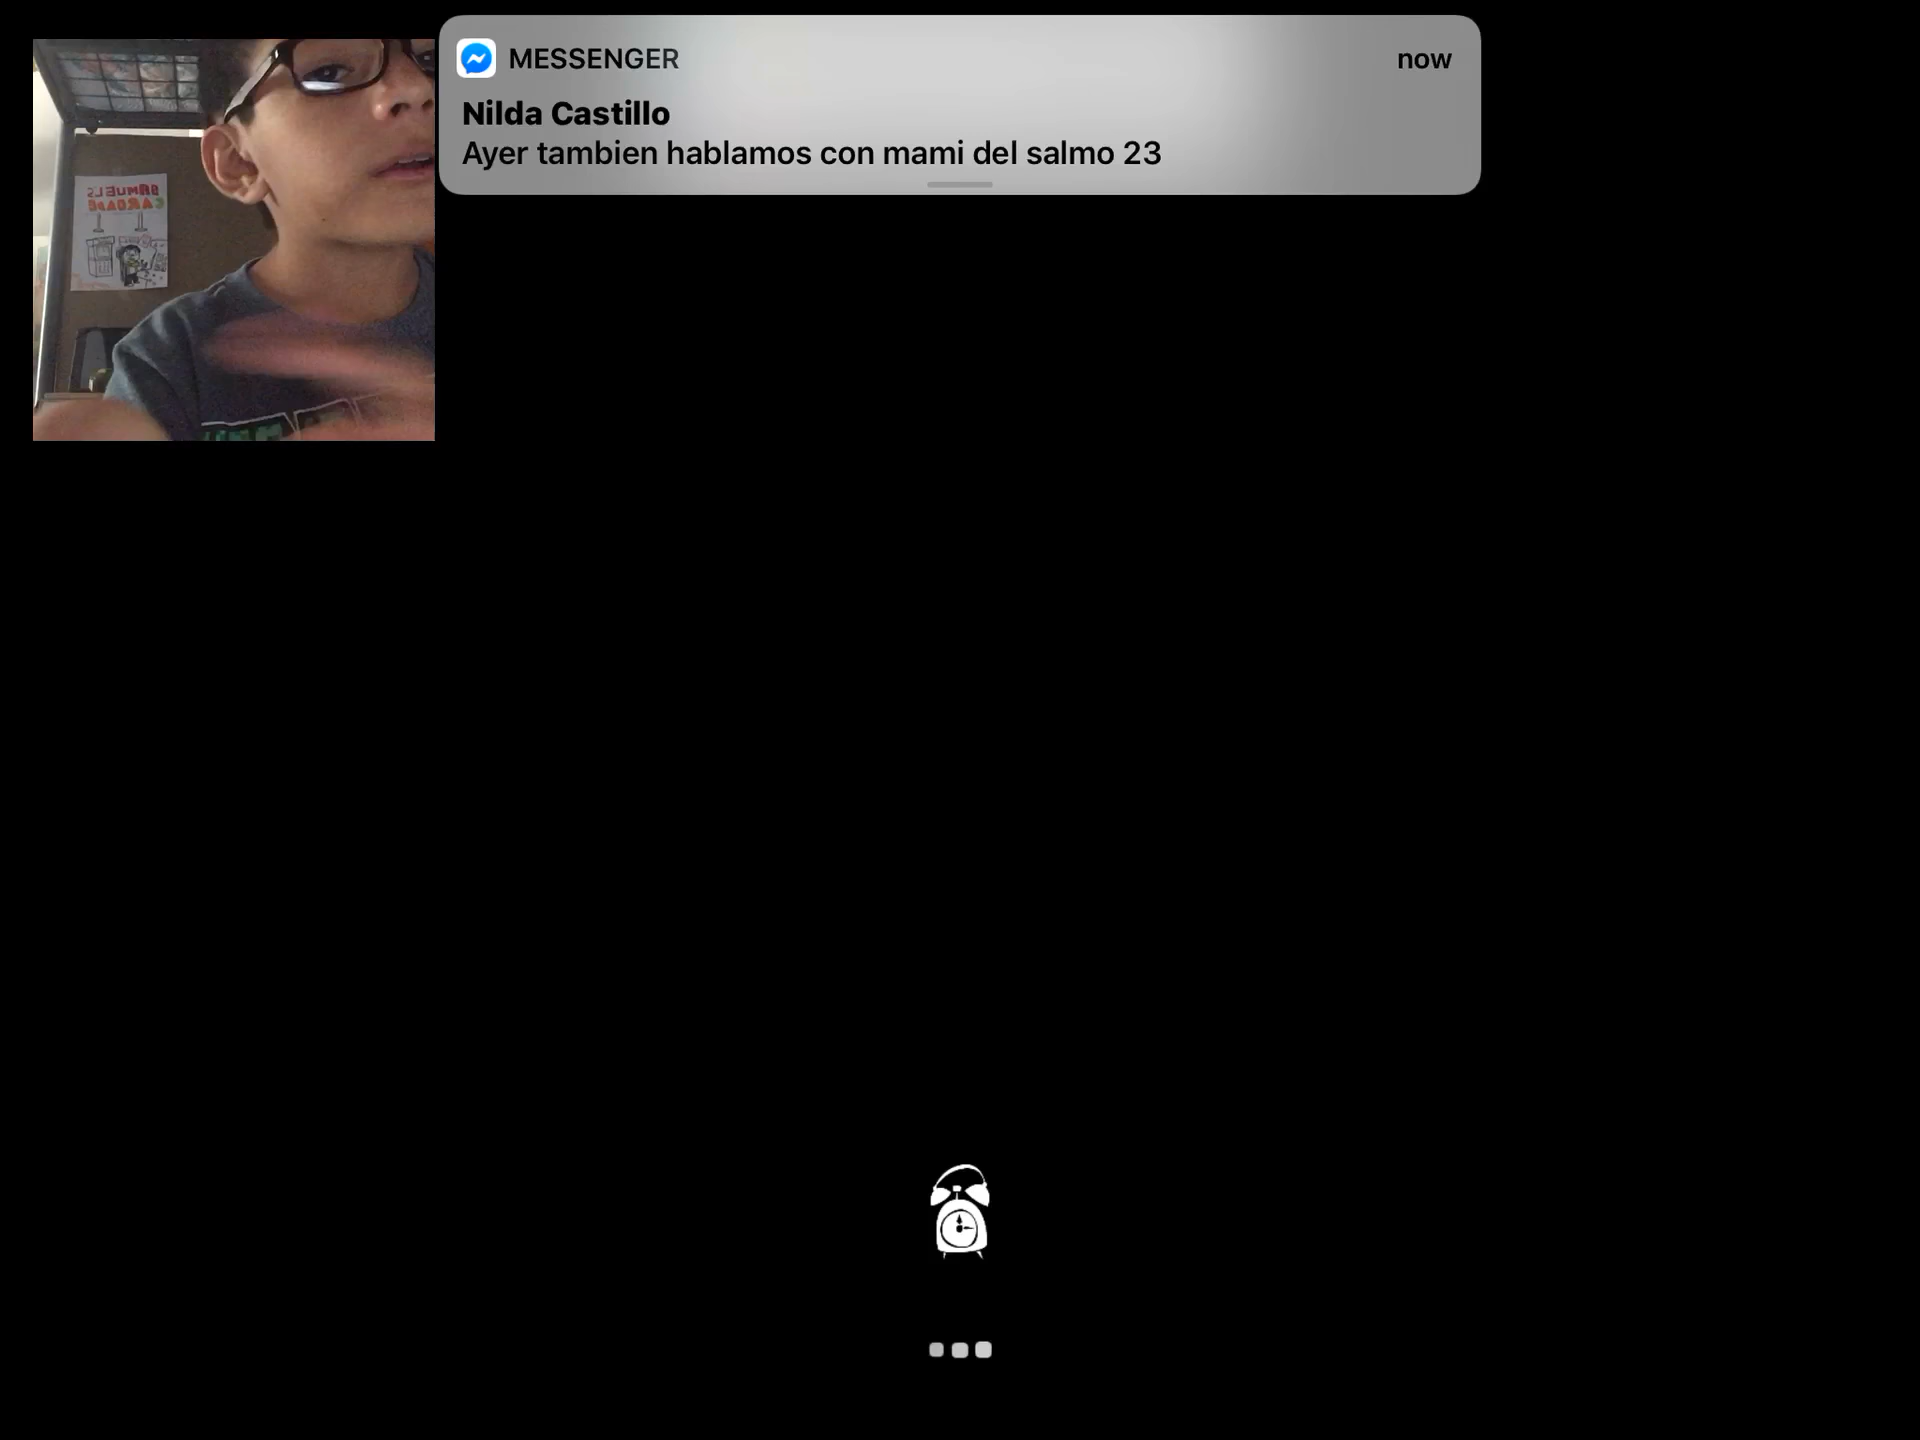 MESSENGER
now
Nilda Castillo
Ayer tambien hablamos con mami del salmo 23